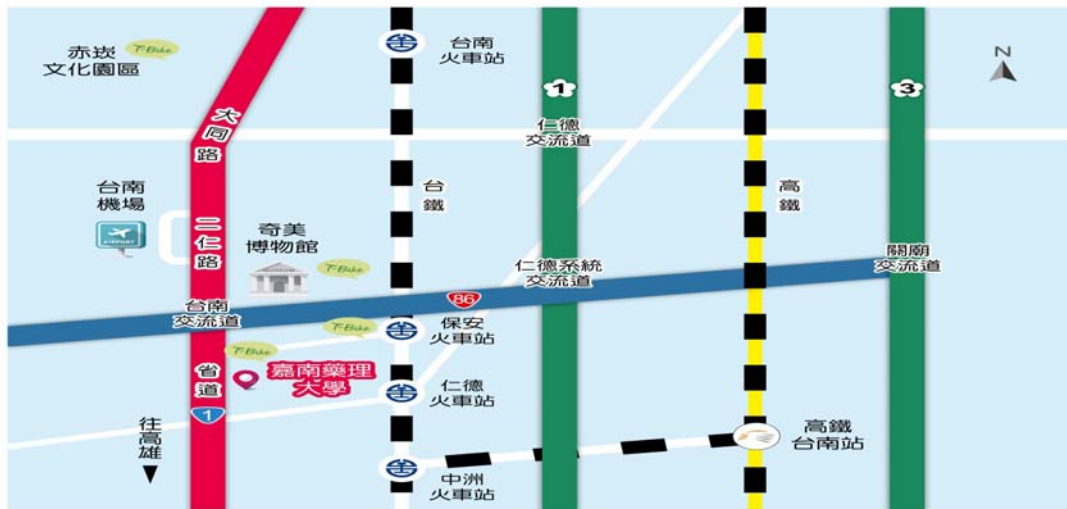 赤崁
文化園區
T-Bike
台南
火車站
N
1
3
大同路
仁德
交流道
台南
機場
AIRPORT
二仁路
台鐵
高鐵
奇美
博物館
T-Bike
仁德系統
交流道
關廟
交流道
86
台南
交流道
T-Bike
保安
火車站
T-Bike
省道
嘉南藥理
大學
仁德
火車站
1
往高雄
高鐵
台南站
中洲
火車站